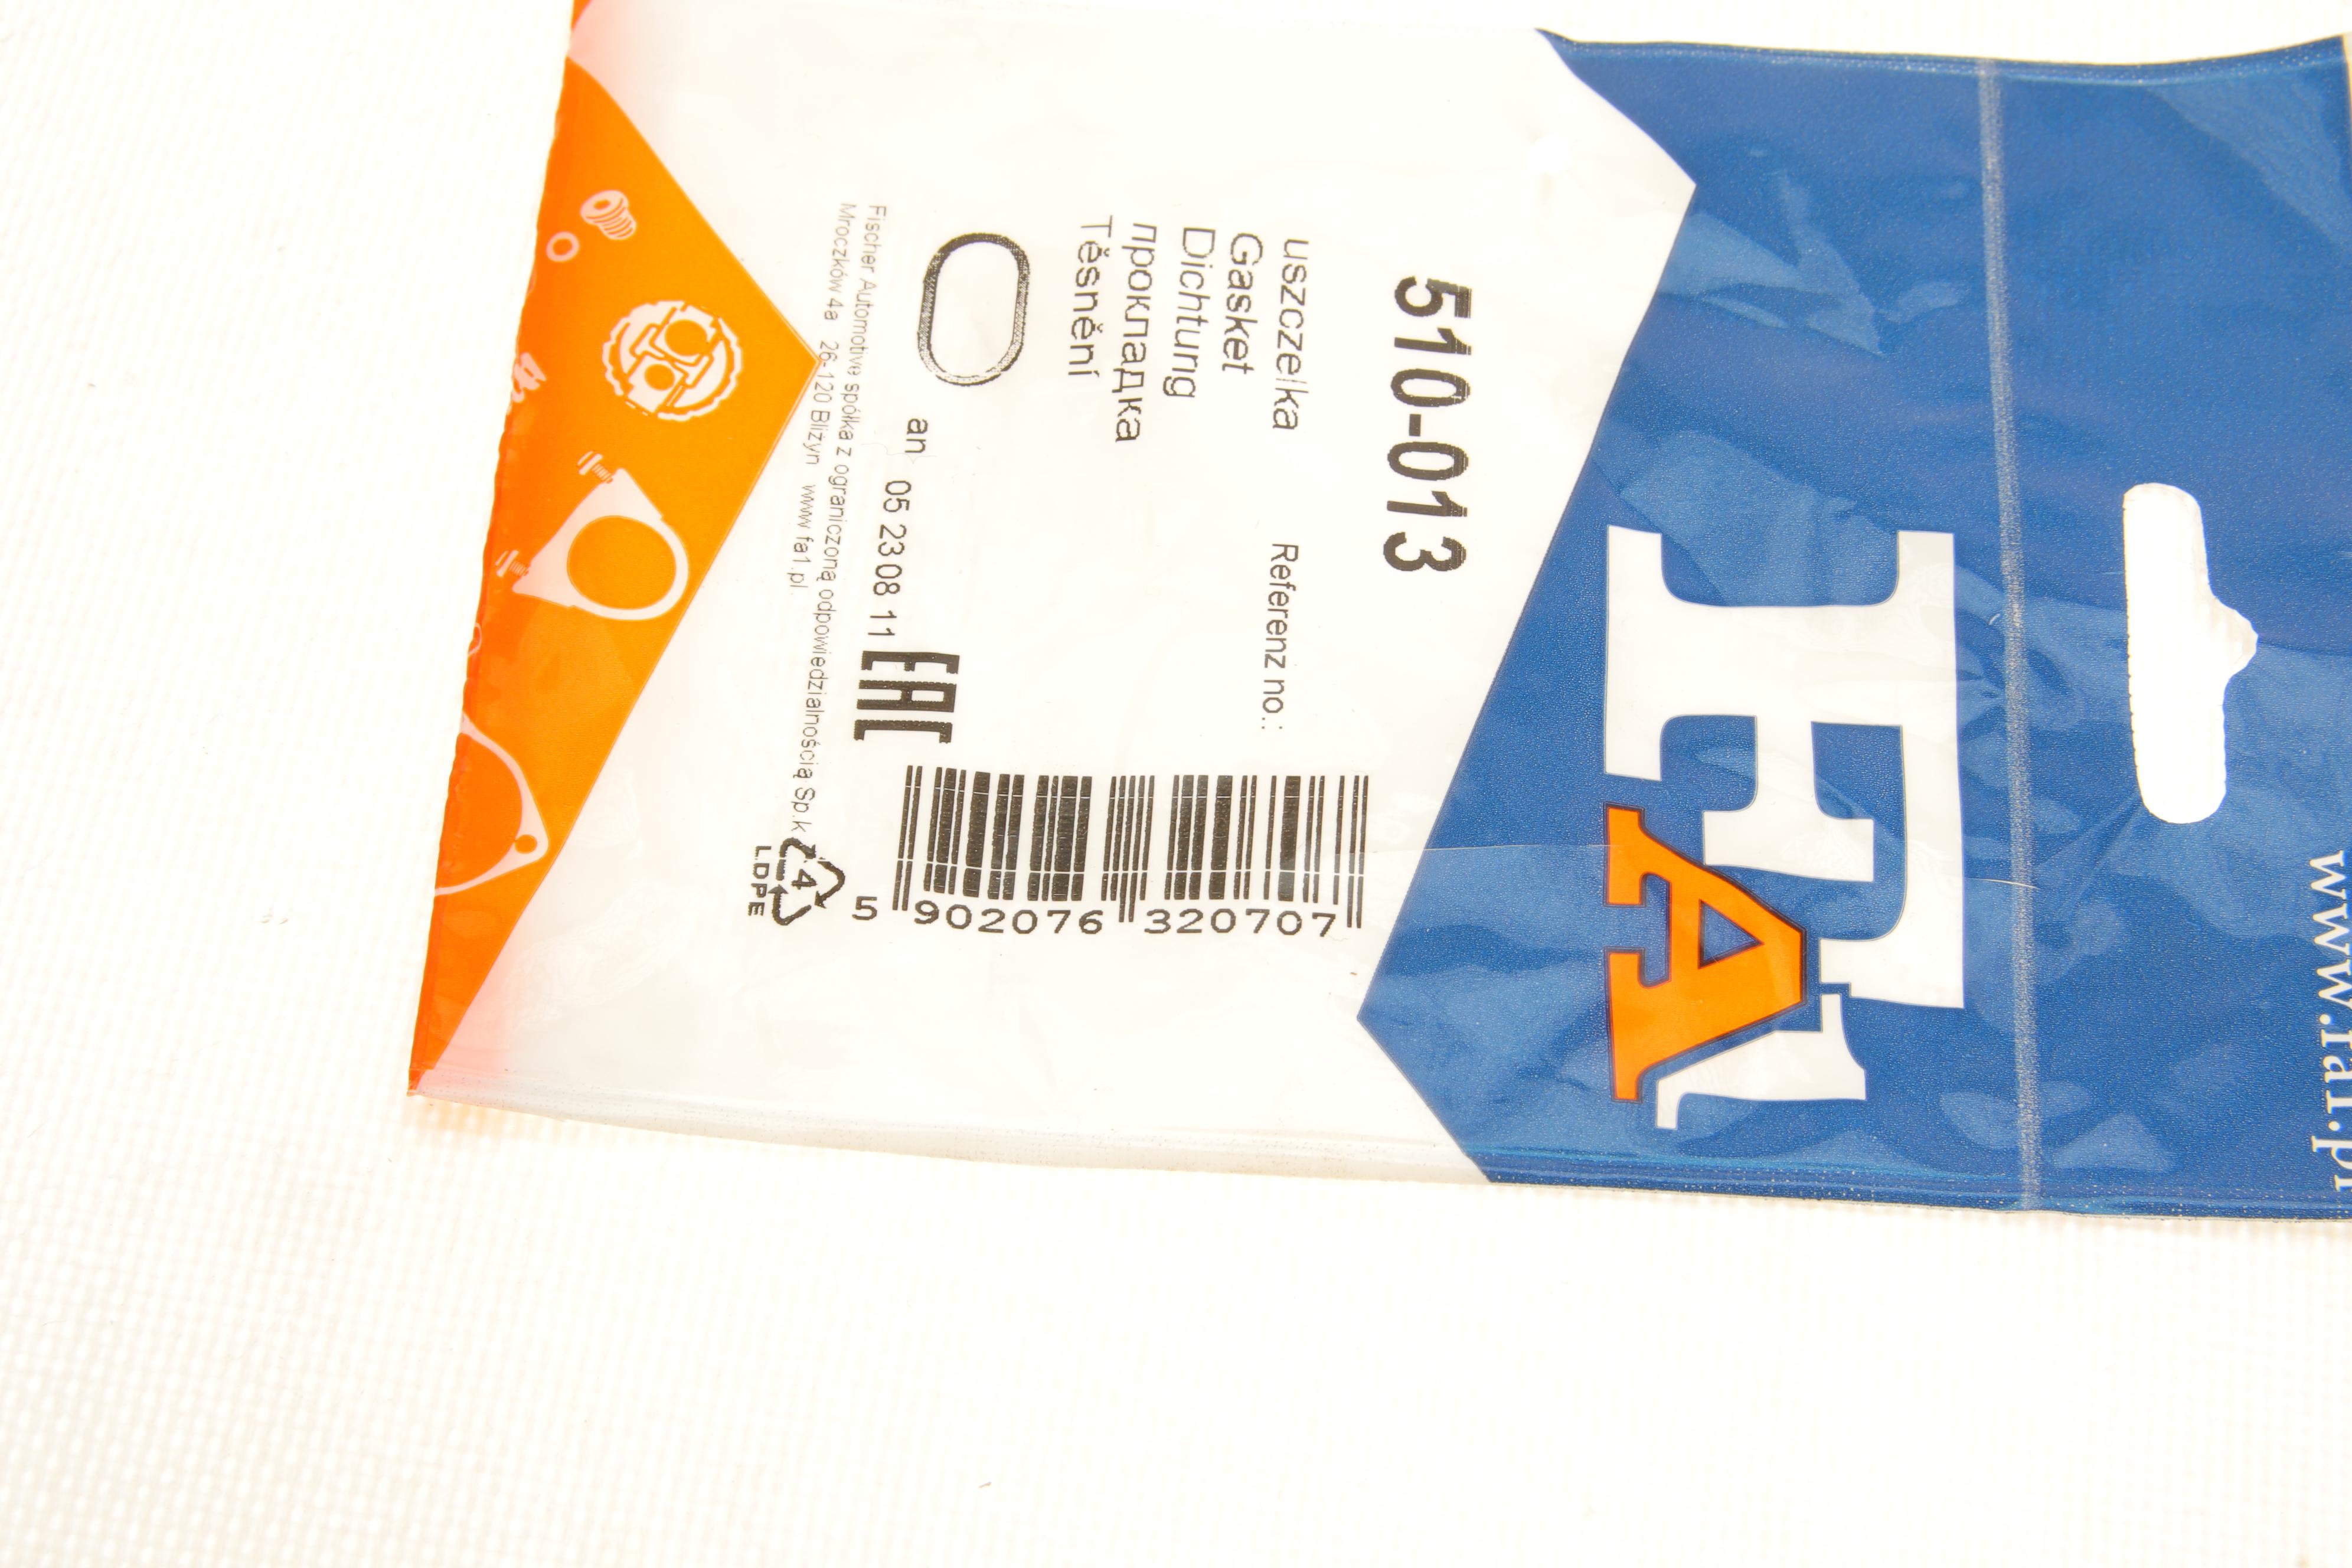 www.fa1.pl
FA1
510-013
uszczelka
Referenz no.:
Gasket
Dichtung
прокладка
Těsnění
an 05 23 08 11
EAC
5 902076 320707
Fischer Automotive spółka z ograniczoną odpowiedzialnością Sp.k
Mroczków 4a 26-120 Bliżyn www fa1.pl
4
LDPE